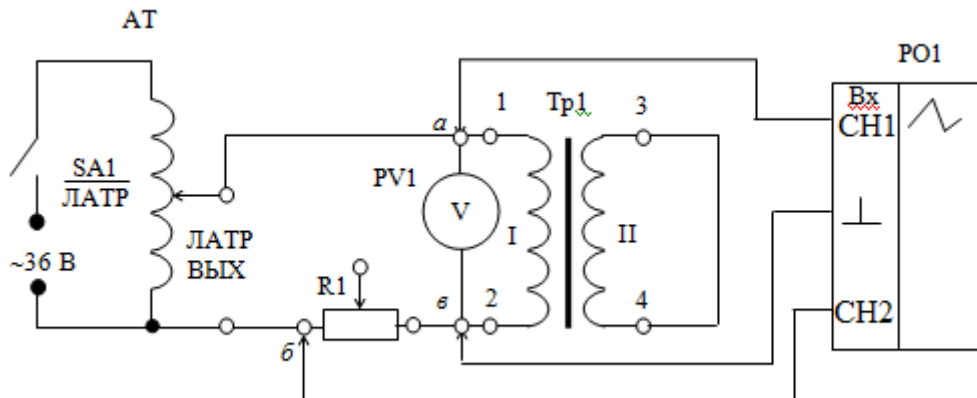 АТ
РО1
SA1
ЛАТР
~36 В
ЛАТР
ВЫХ
R1
а
б
в
PV1
V
1
2
Тр1
I
II
3
4
Вх
СН1
СН2